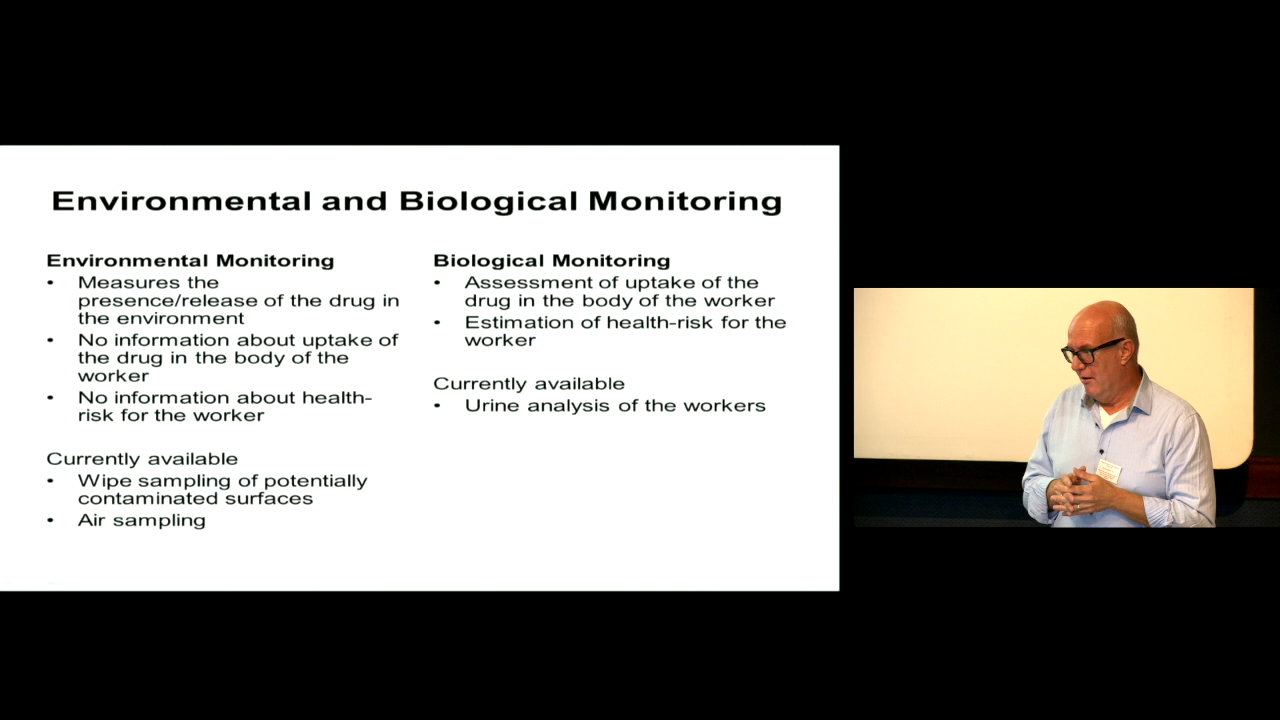 Environmental and Biological Monitoring
Environmental Monitoring
• Measures the
presence/release of the drug in
the environment
• No information about uptake of
the drug in the body of the
worker
• No information about health-
risk for the worker
Currently available
• Wipe sampling of potentially
contaminated surfaces
• Air sampling
Biological Monitoring
• Assessment of uptake of the
drug in the body of the worker
• Estimation of health-risk for the
worker
Currently available
• Urine analysis of the workers